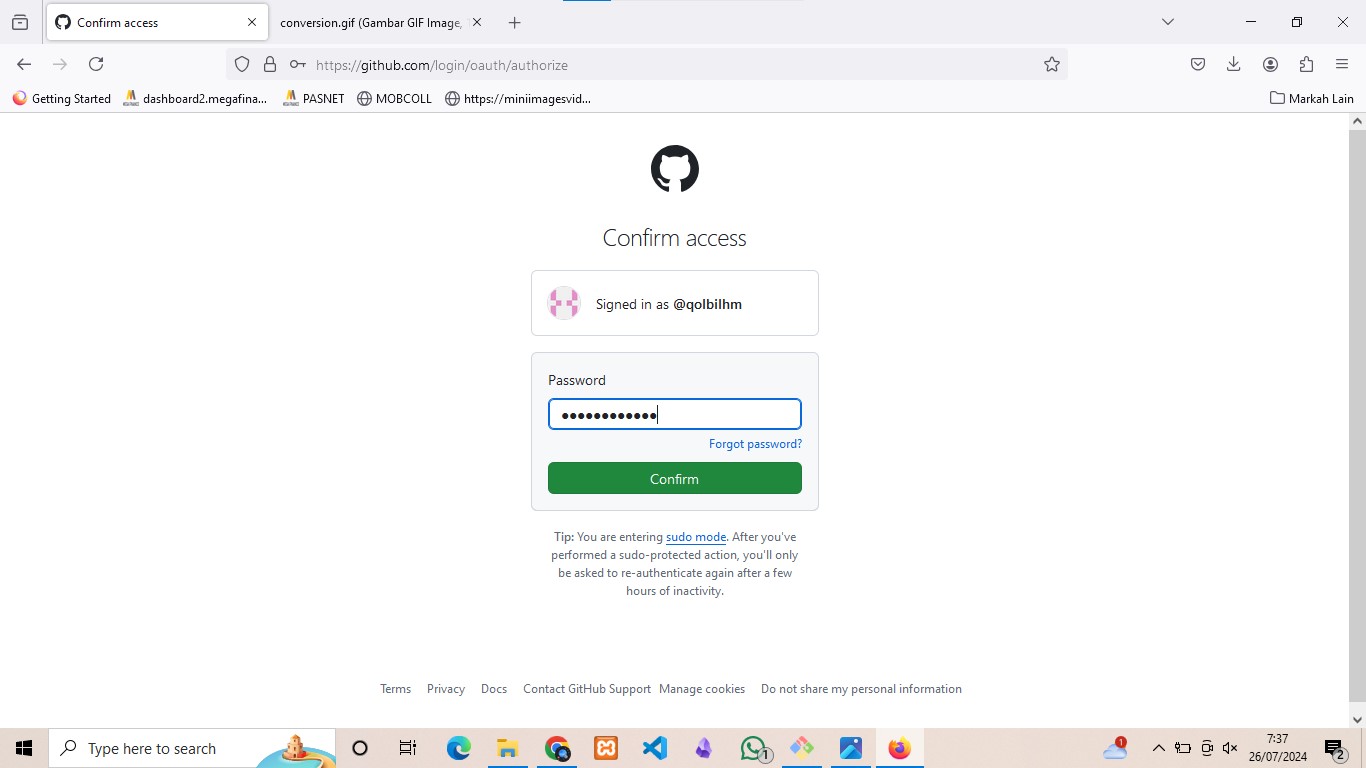 Confirm access
conversion.gif (Gambar GIF Image,
https://github.com/login/oauth/authorize
Getting Started
dashboard2.megafina...
PASNET
MOBCOLL
https://miniimagesvid...
Markah Lain
Confirm access
Signed in as @qolbilhm
Password
Forgot password?
Confirm
Tip: You are entering sudo mode. After you've
performed a sudo-protected action, you'll only
be asked to re-authenticate again after a few
hours of inactivity.
Terms
Privacy
Docs
Contact GitHub Support
Manage cookies
Do not share my personal information
Type here to search
1
1
7:37
26/07/2024
2